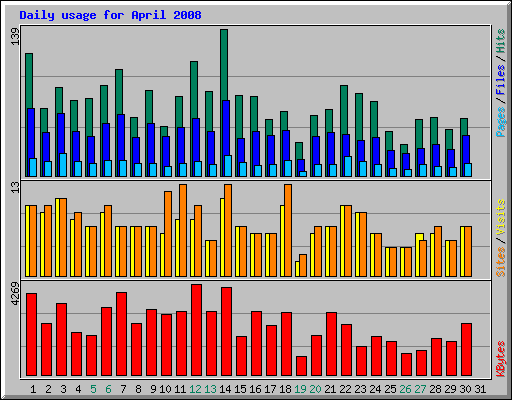 Daily usage for April 2008
139
Pages / Files / Hits
13
Sites / Visits
4269
KBytes
1 2 3 4 5 6 7 8 9 10 11 12 13 14 15 16 17 18 19 20 21 22 23 24 25 26 27 28 29 30 31